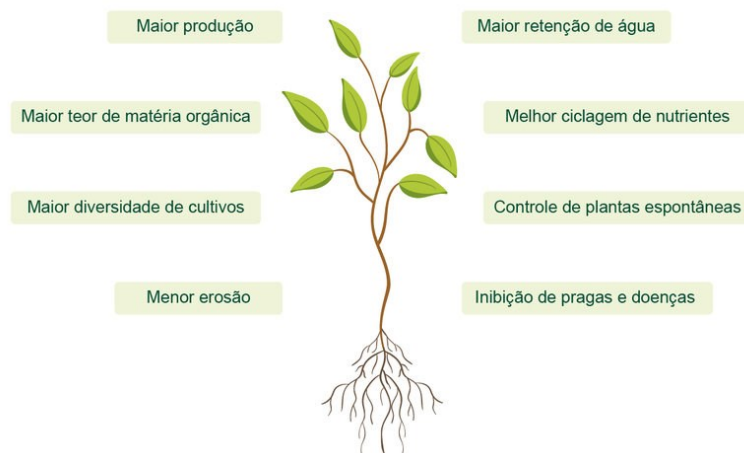 Maior produção
Maior retenção de água
Maior teor de matéria orgânica
Melhor ciclagem de nutrientes
Maior diversidade de cultivos
Controle de plantas espontâneas
Menor erosão
Inibição de pragas e doenças